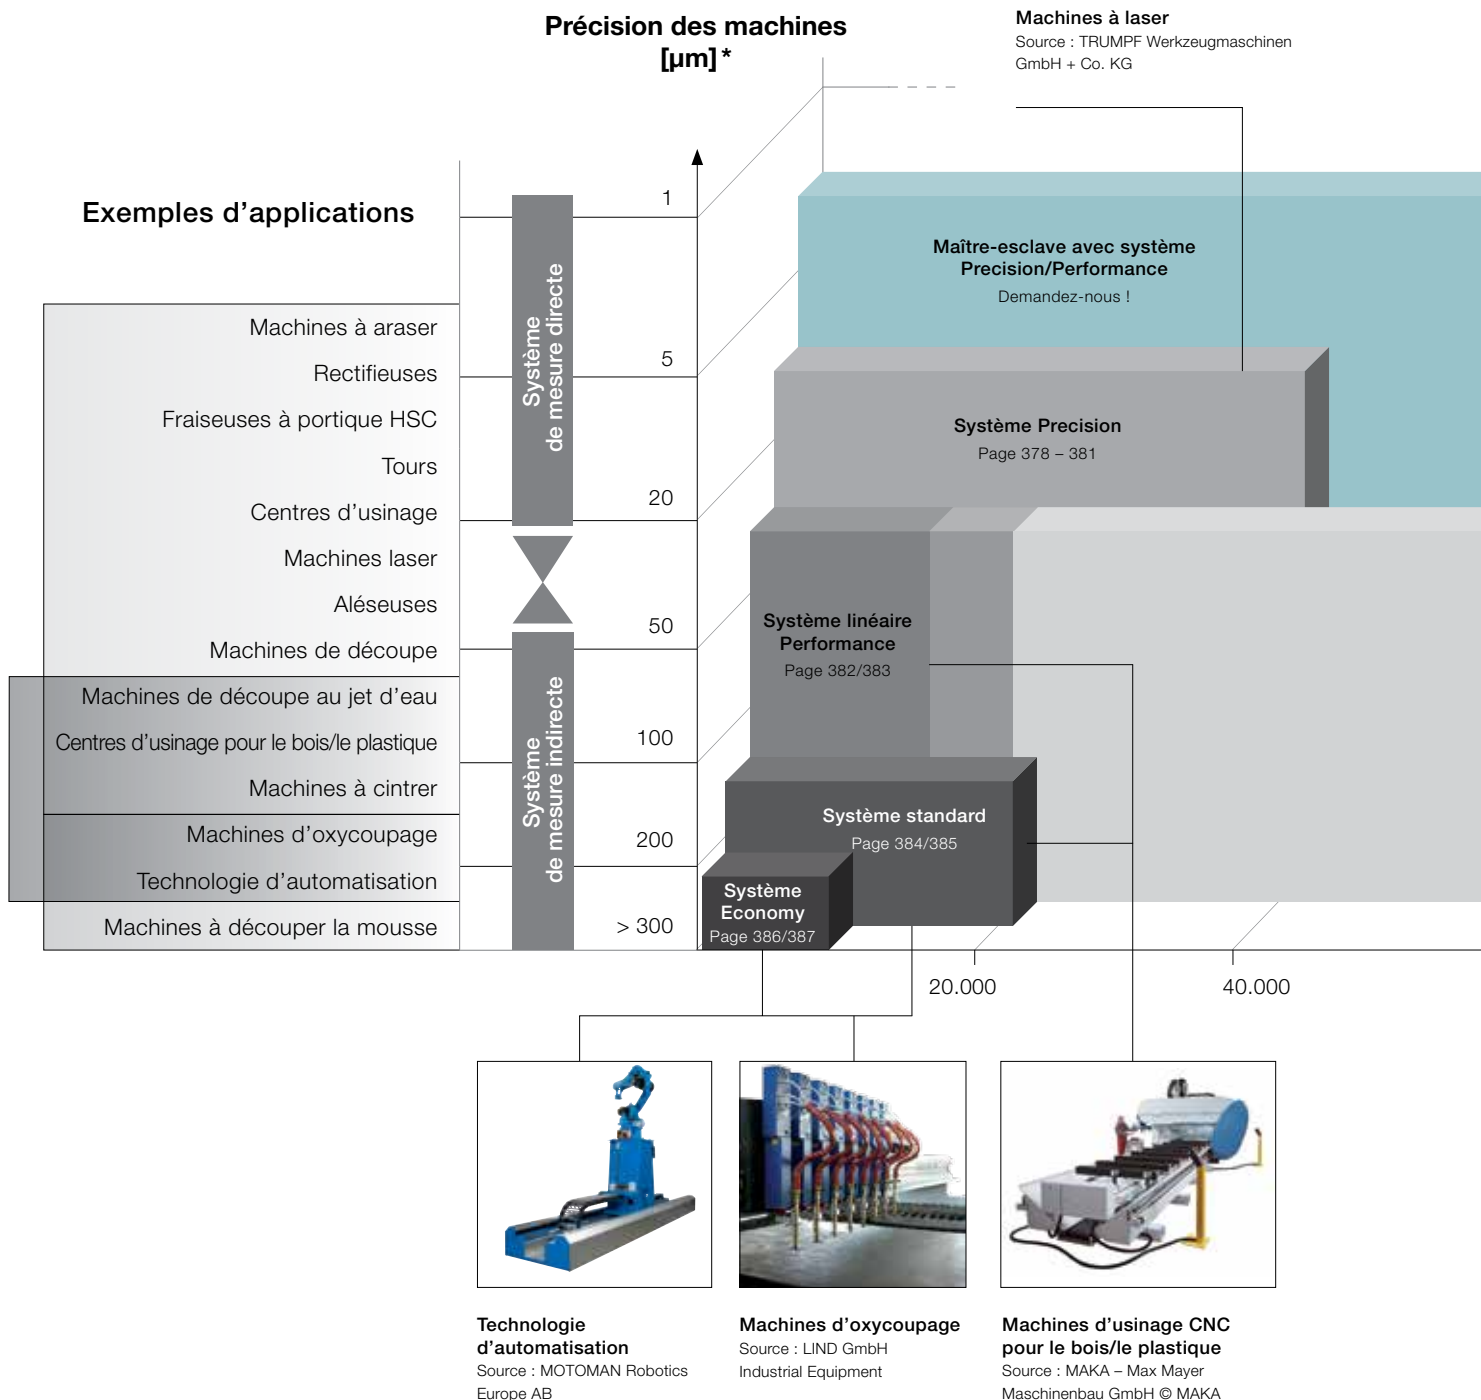 Précision des machines
[µm] *
Machines à laser
Source : TRUMPF Werkzeugmaschinen
GmbH + Co. KG
Exemples d’applications
Machines à araser
Rectifieuses
Fraiseuses à portique HSC
Tours
Centres d’usinage
Machines laser
Aléseuses
Machines de découpe
Machines de découpe au jet d’eau
Centres d’usinage pour le bois/le plastique
Machines à cintrer
Machines d’oxycoupage
Technologie d’automatisation
Machines à découper la mousse
Système
de mesure directe
Système
de mesure indirecte
1
5
20
50
100
200
> 300
Maître-esclave avec système
Precision/Performance
Demandez-nous !
Système Precision
Page 378 – 381
Système linéaire
Performance
Page 382/383
Système standard
Page 384/385
Système
Economy
Page 386/387
20.000
40.000
Technologie
d’automatisation
Source : MOTOMAN Robotics
Europe AB
Machines d’oxycoupage
Source : LIND GmbH
Industrial Equipment
Machines d’usinage CNC
pour le bois/le plastique
Source : MAKA – Max Mayer
Maschinenbau GmbH © MAKA